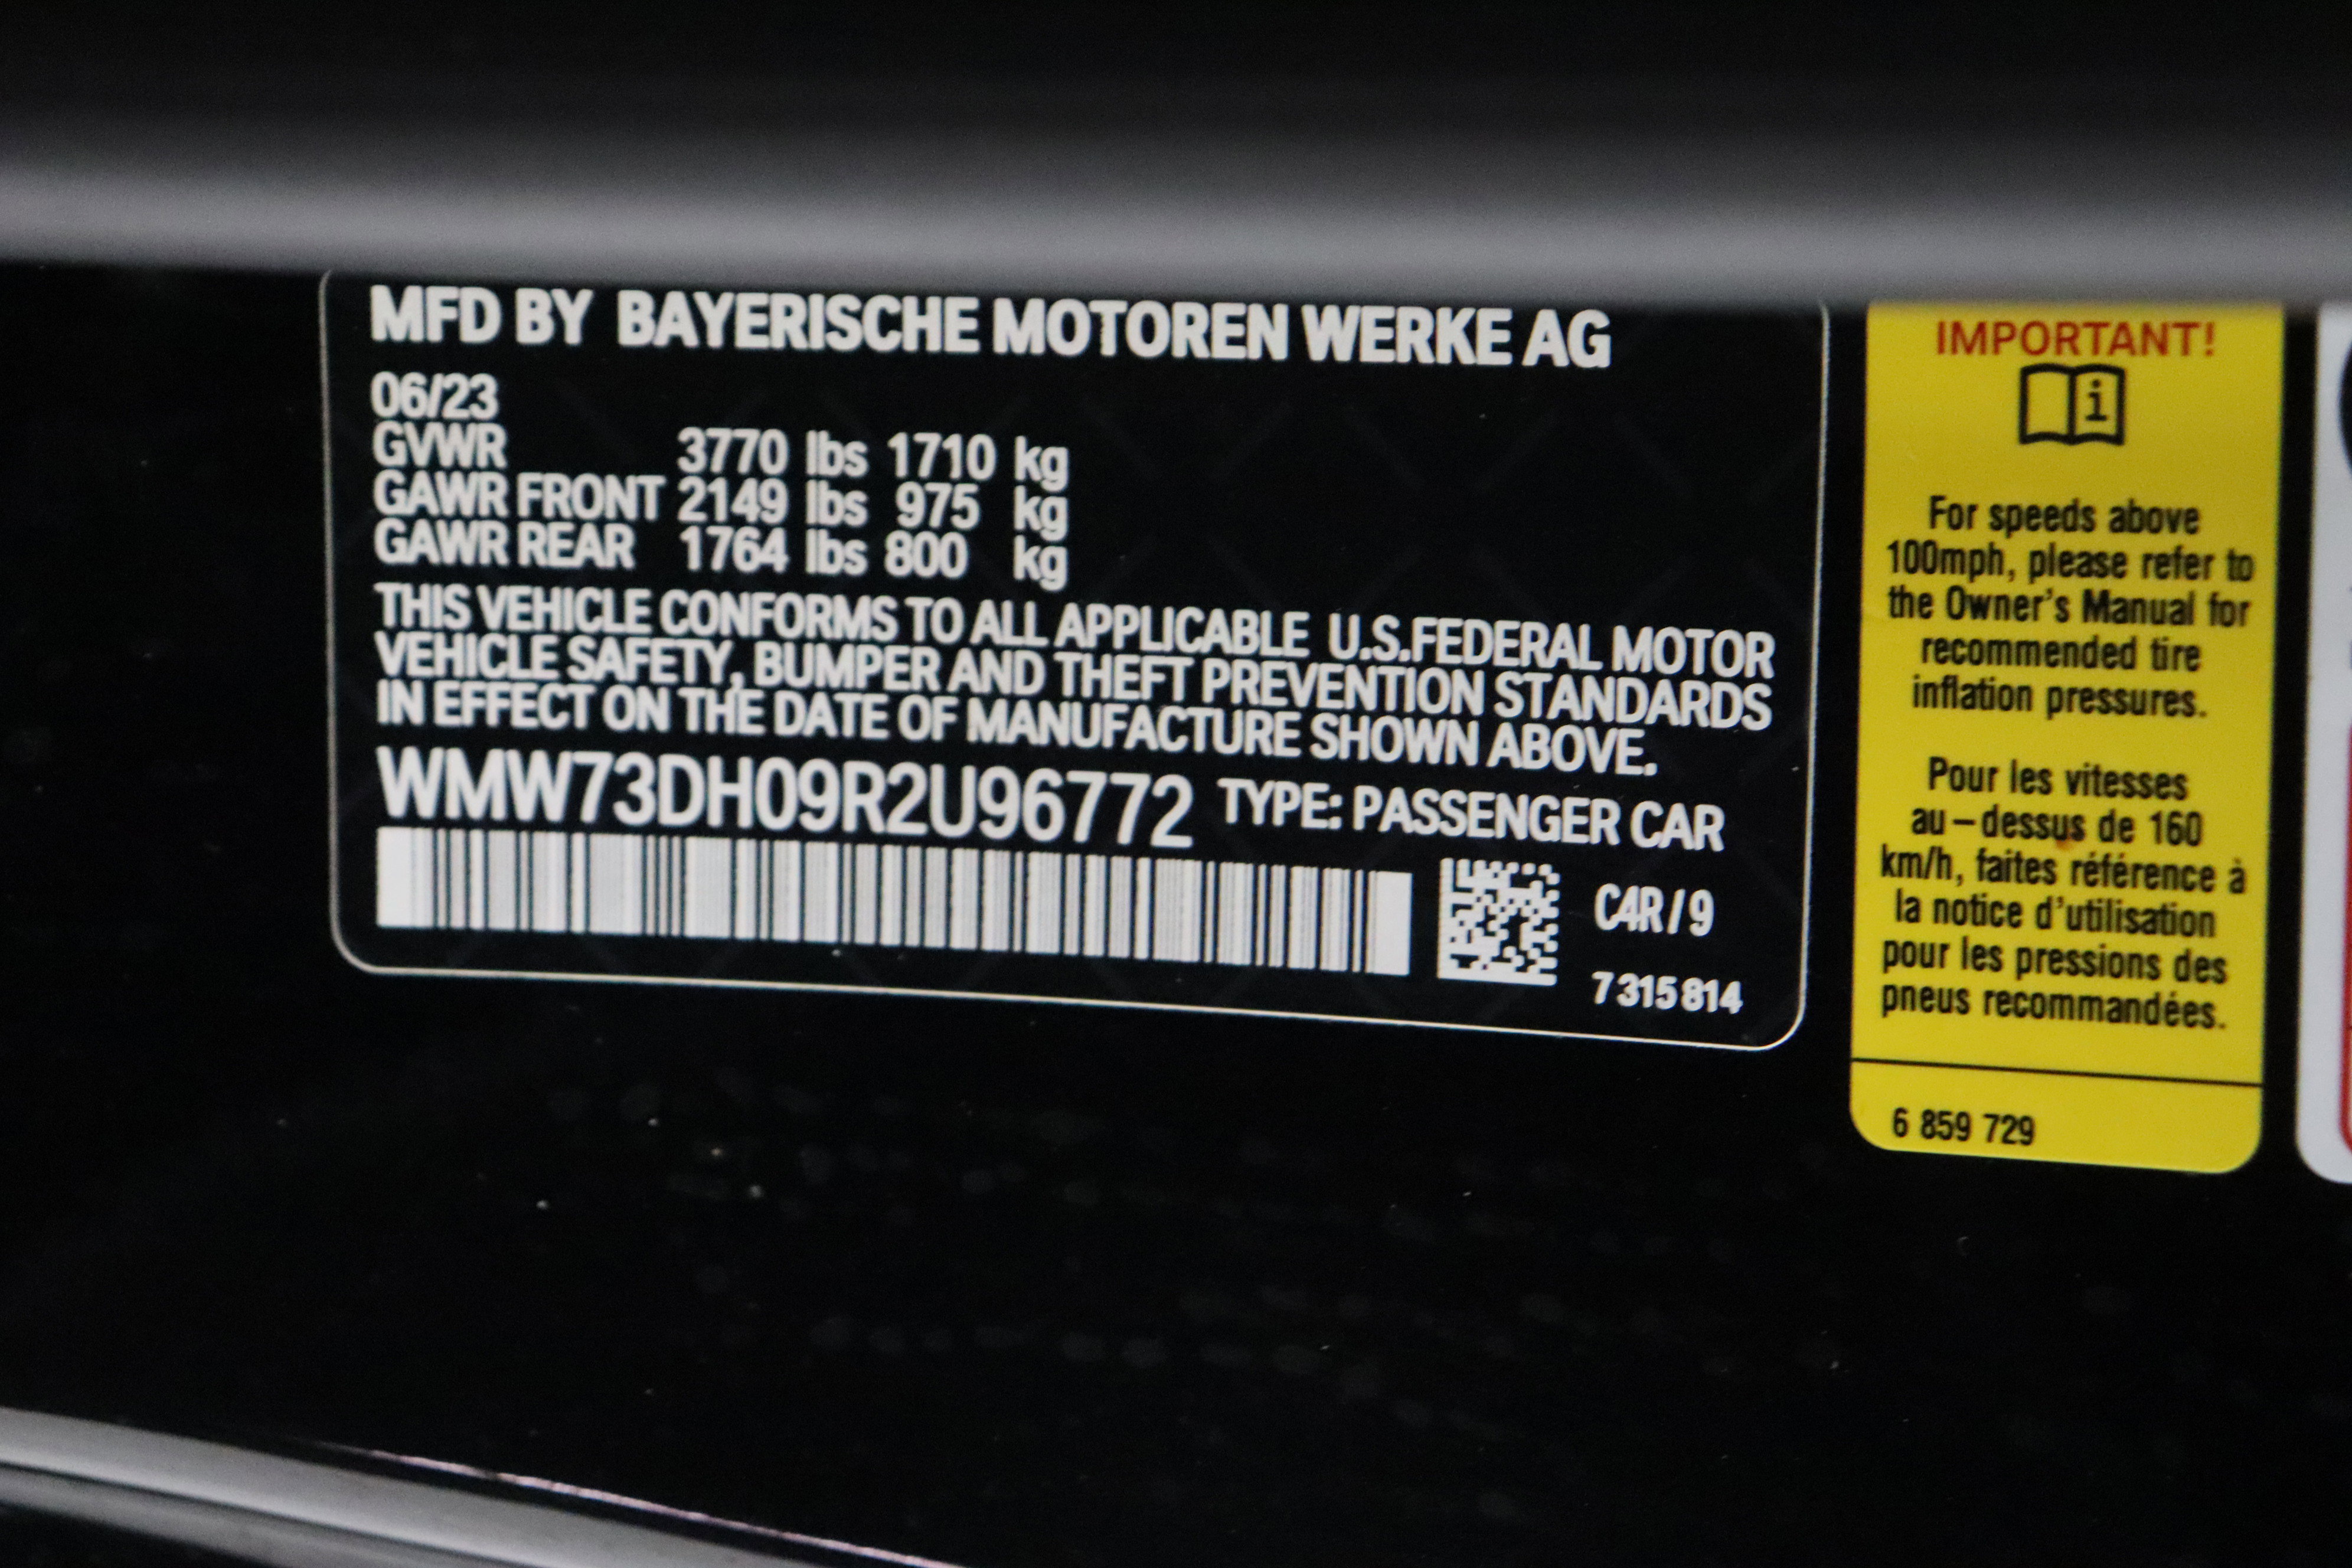 MFD BY BAYERISCHE MOTOREN WERKE AG
06/23
GVWR 3770 lbs 1710 kg
GAWR FRONT 2149 lbs 975 kg
GAWR REAR 1764 lbs 800 kg
THIS VEHICLE CONFORMS TO ALL APPLICABLE U.S.FEDERAL MOTOR
VEHICLE SAFETY, BUMPER AND THEFT PREVENTION STANDARDS
IN EFFECT ON THE DATE OF MANUFACTURE SHOWN ABOVE.
WMW73DH09R2U96772 TYPE: PASSENGER CAR
C4R/9
7315814
IMPORTANT!
i
For speeds above
100mph, please refer to
the Owner's Manual for
recommended tire
inflation pressures.
Pour les vitesses
au-dessus de 160
km/h, faites référence à
la notice d'utilisation
pour les pressions des
pneus recommandées.
6 859 729